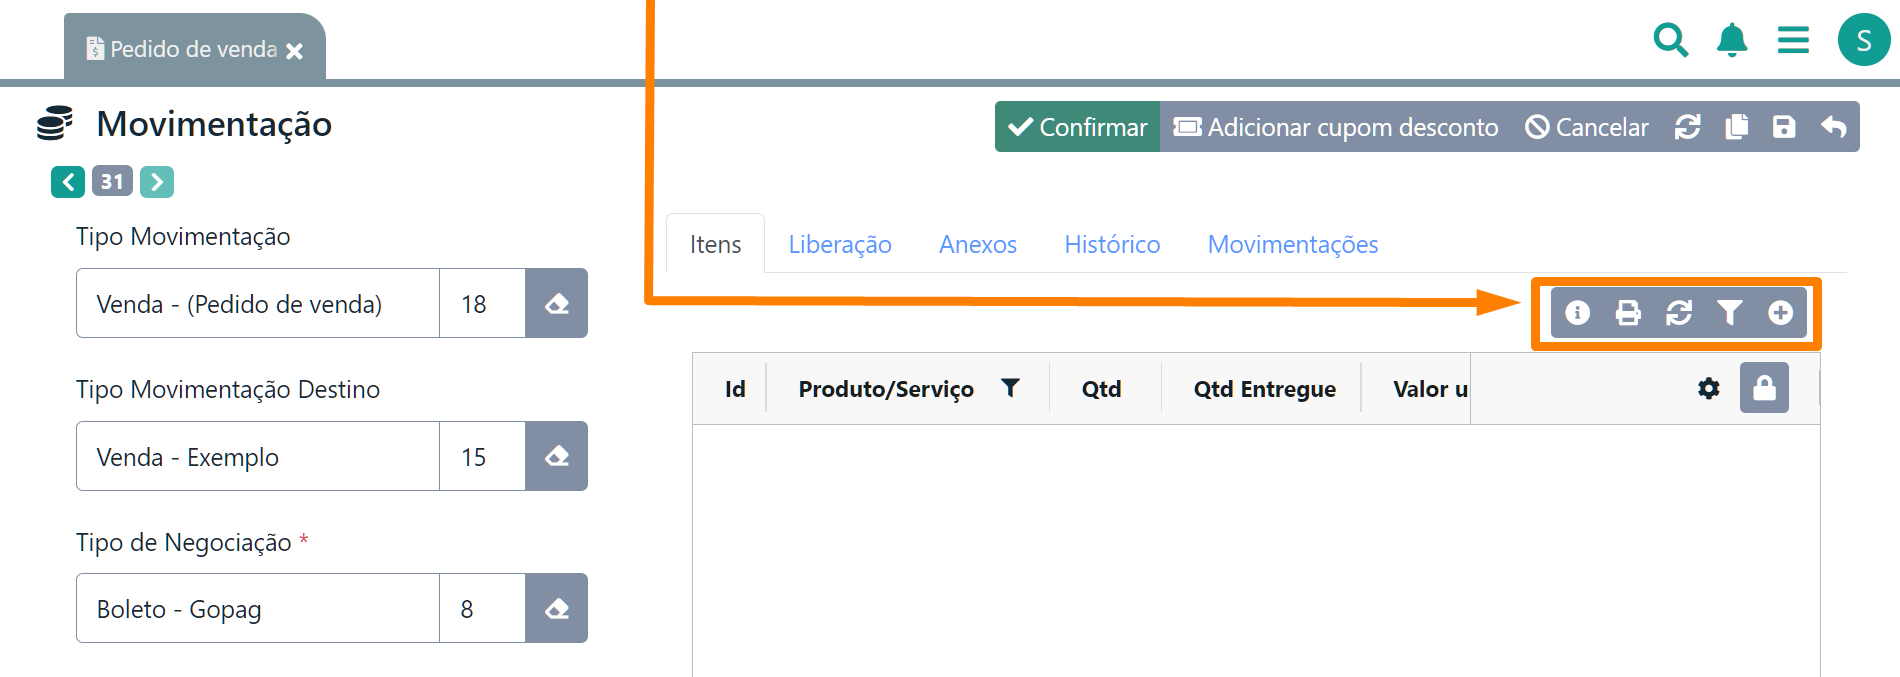 Pedido de venda
S
Movimentação
Confirmar Adicionar cupom desconto Cancelar
31
Tipo Movimentação
Venda - (Pedido de venda) 18
Tipo Movimentação Destino
Venda - Exemplo 15
Tipo de Negociação *
Boleto - Gopag 8
Itens Liberação Anexos Histórico Movimentações
Id Produto/Serviço Qtd Qtd Entregue Valor u